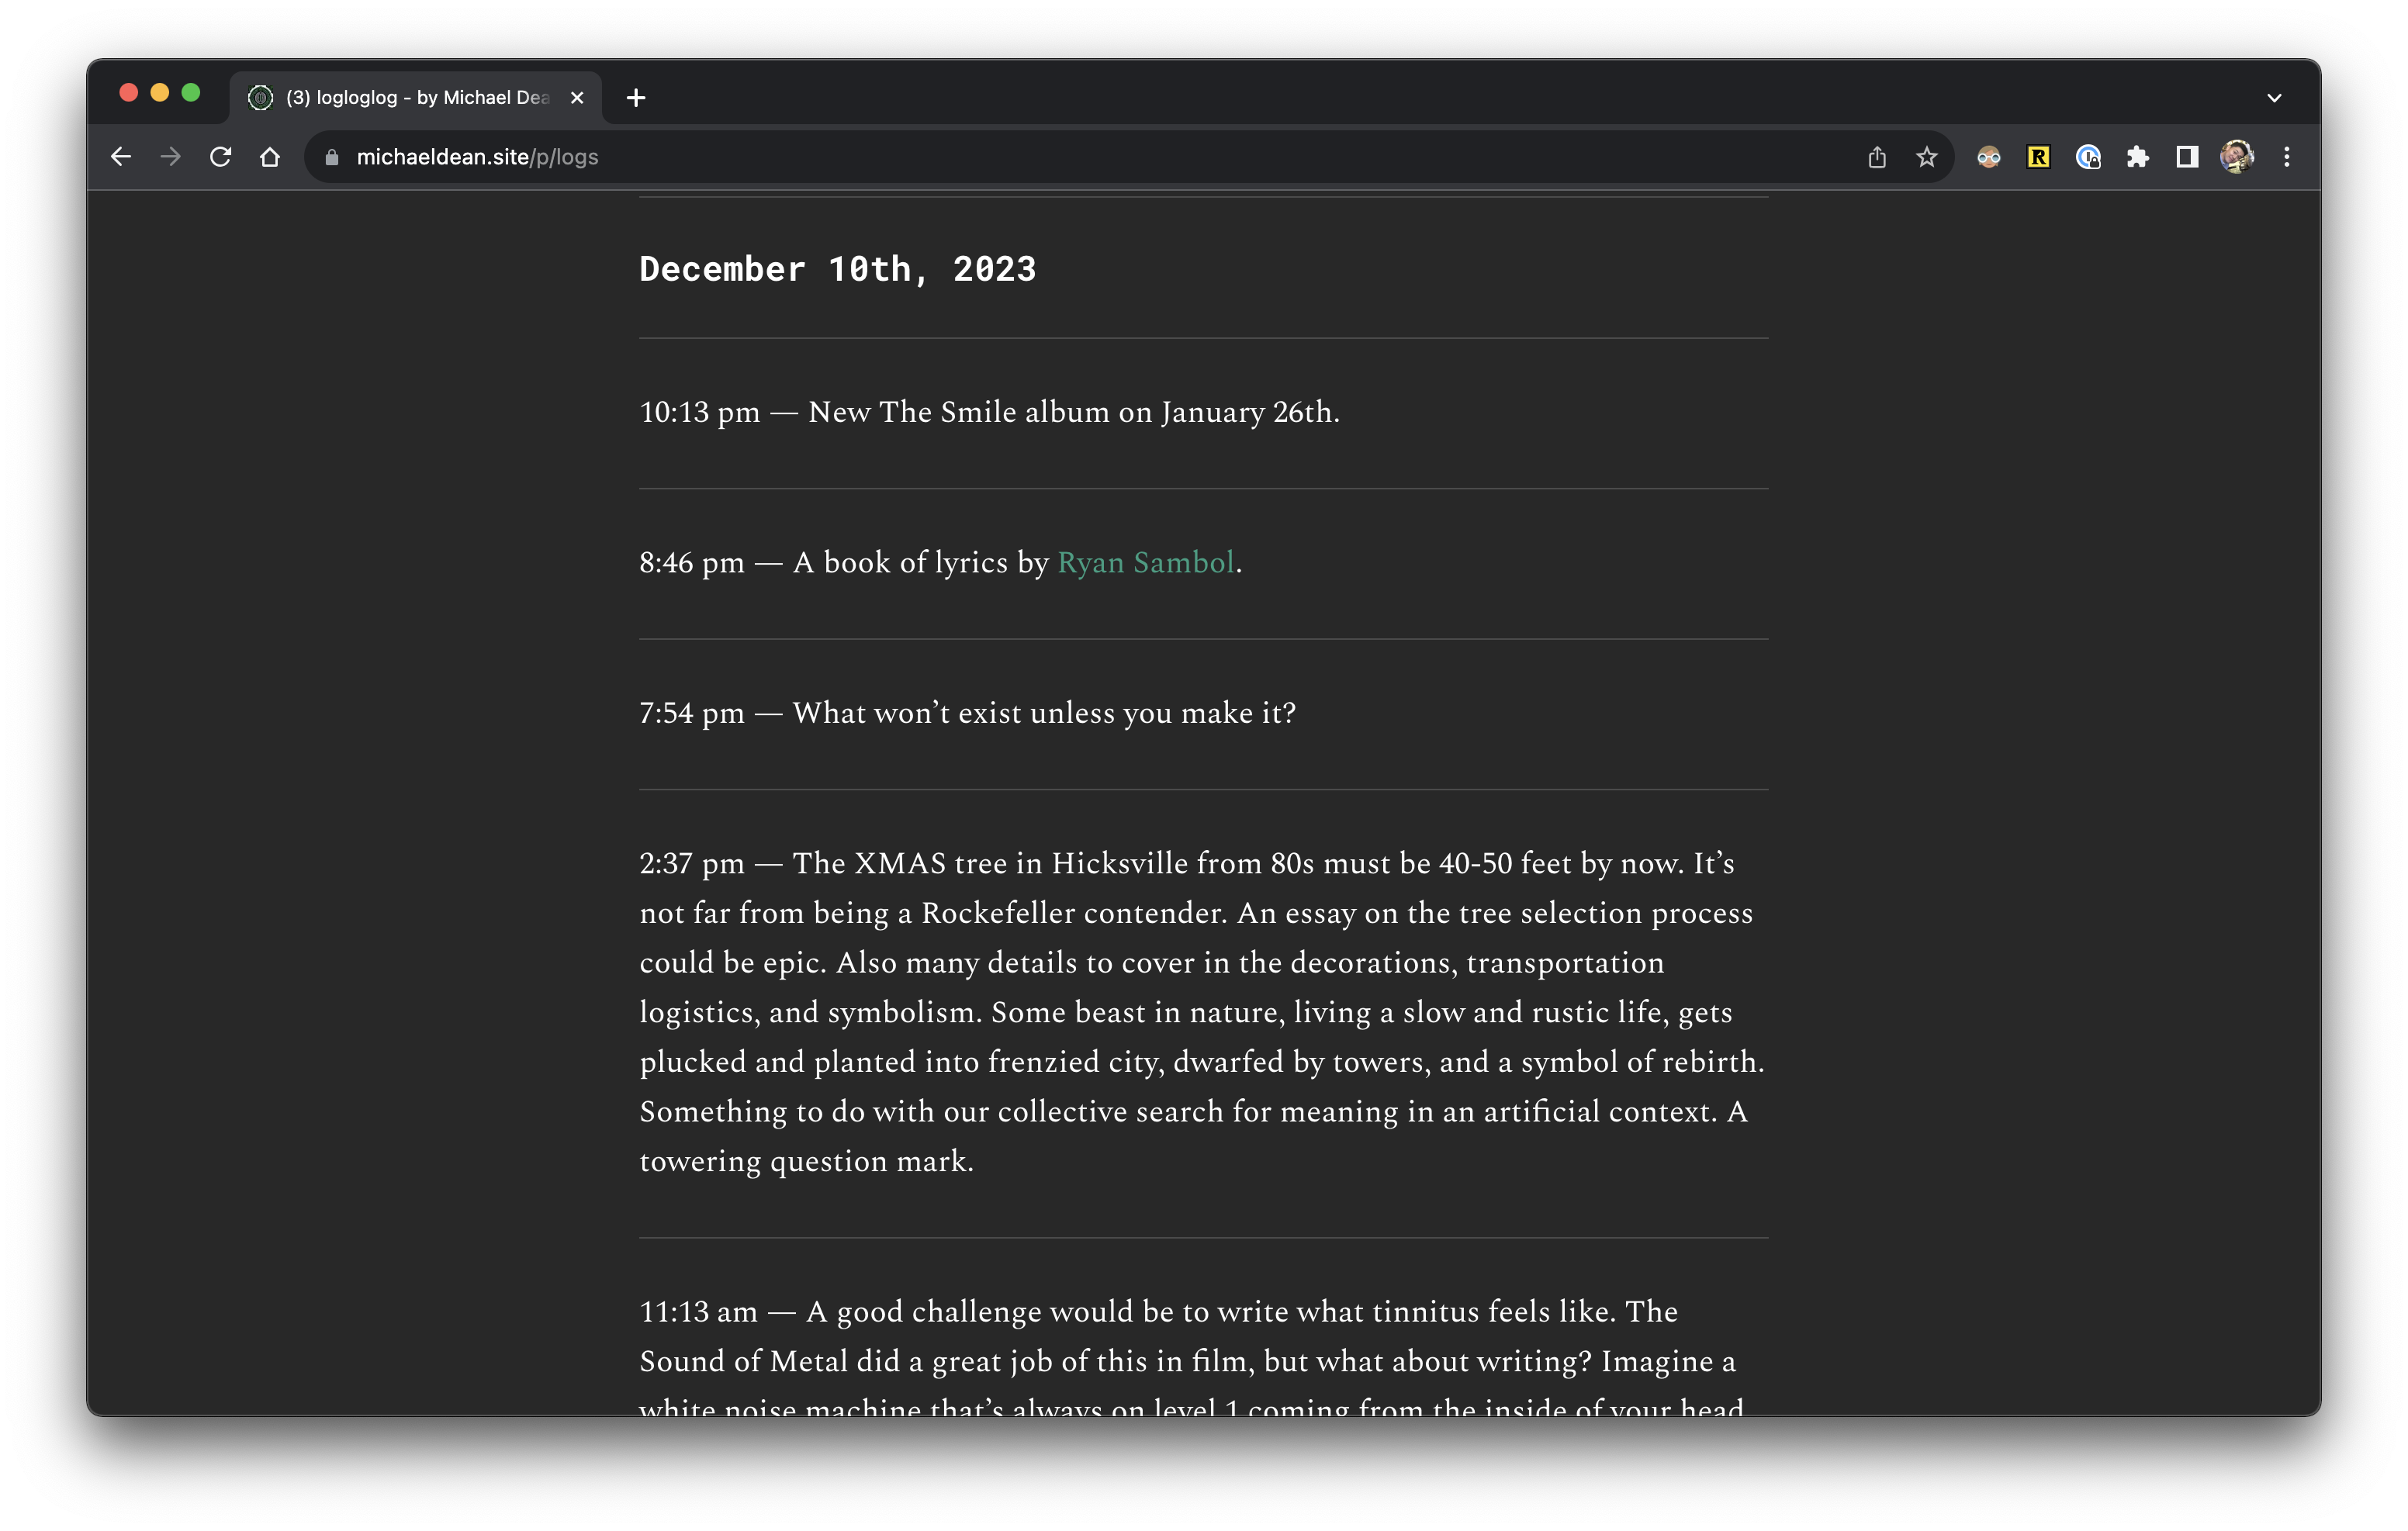 (3) logloglog - by Michael Dea
michaeldean.site/p/logs
December 10th, 2023
10:13 pm — New The Smile album on January 26th.
8:46 pm — A book of lyrics by Ryan Sambol.
7:54 pm — What won’t exist unless you make it?
2:37 pm — The XMAS tree in Hicksville from 80s must be 40-50 feet by now. It’s
not far from being a Rockefeller contender. An essay on the tree selection process
could be epic. Also many details to cover in the decorations, transportation
logistics, and symbolism. Some beast in nature, living a slow and rustic life, gets
plucked and planted into frenzied city, dwarfed by towers, and a symbol of rebirth.
Something to do with our collective search for meaning in an artificial context. A
towering question mark.
11:13 am — A good challenge would be to write what tinnitus feels like. The
Sound of Metal did a great job of this in film, but what about writing? Imagine a
white noise machine that’s always on level 1 coming from the inside of your head